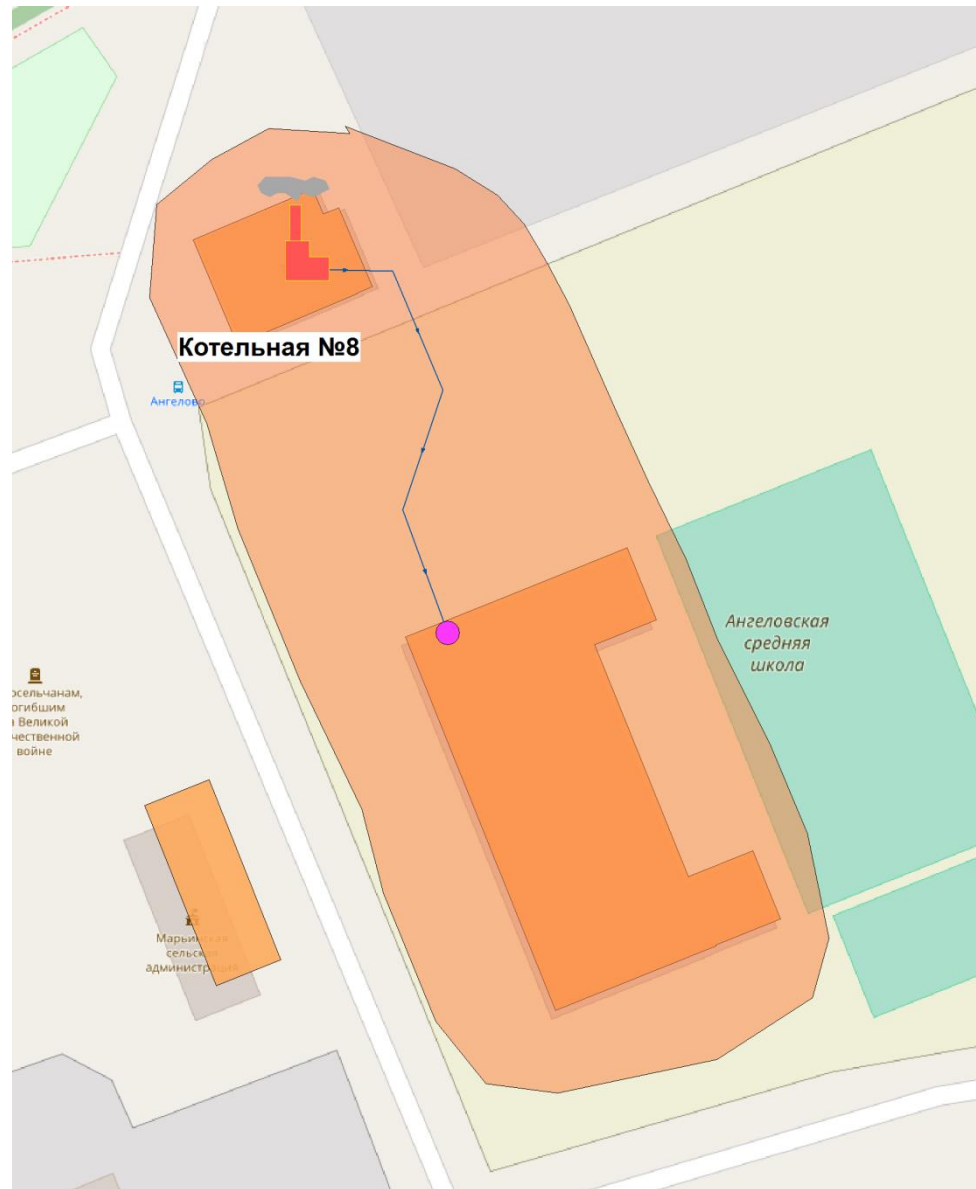 Котельная №8
Ангелово
Ангеловская
средняя
школа
осельчанам,
огибшим
Великой
чественной
войне
Марьинская
сельская
администрация